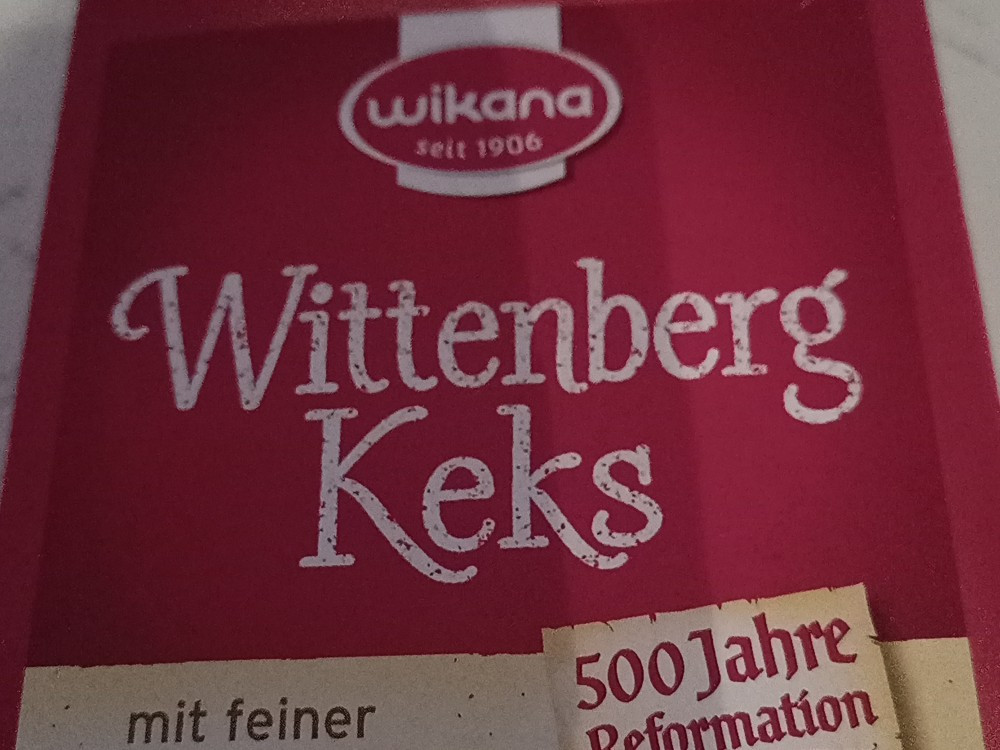 wikana
seit 1906
Wittenberg
Keks
500 Jahre
Reformation
mit feiner